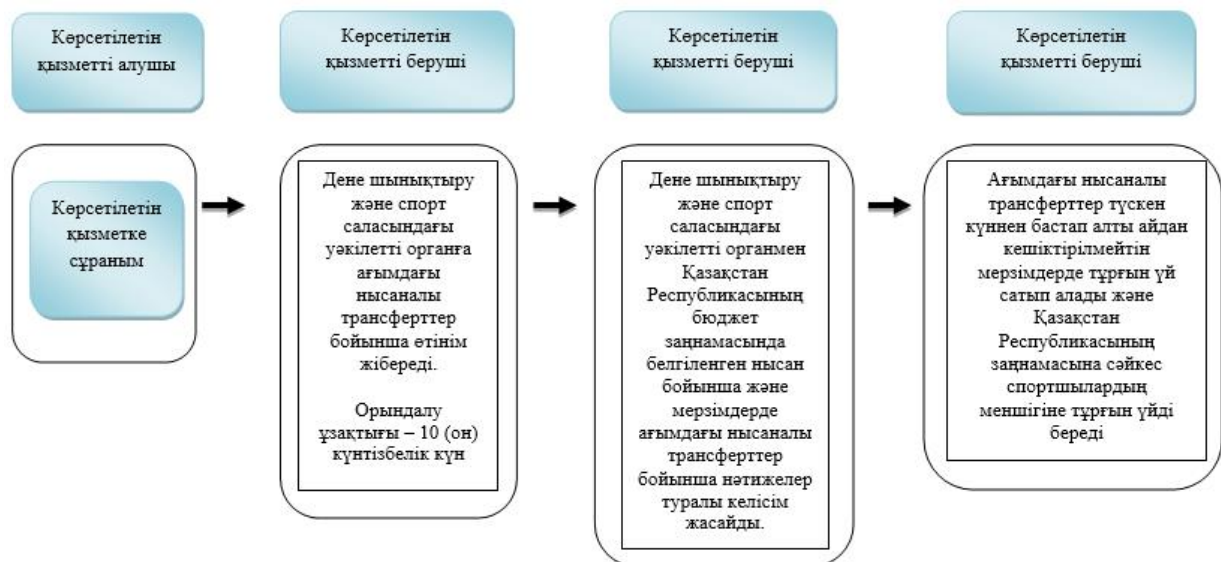 Көрсетілетін
қызметті алушы
Көрсетілетін
қызметті беруші
Көрсетілетін
қызметті беруші
Көрсетілетін
қызметті беруші
Көрсетілетін
қызметке
сұраным
Дене шынықтыру
және спорт
саласындағы
уәкілетті органға
ағымдағы
нысаналы
трансферттер
бойынша өтінім
жібереді.
Орындалу
ұзақтығы – 10 (он)
күнтізбелік күн
Дене шынықтыру
және спорт
саласындағы
уәкілетті органмен
Қазақстан
Республикасының
бюджет
заңнамасында
белгіленген нысан
бойынша және
мерзімдерде
ағымдағы нысаналы
трансферттер
бойынша нәтижелер
туралы келісім
жасайды.
Ағымдағы нысаналы
трансферттер түскен
күннен бастап алты айдан
кешіктірілмейтін
мерзімдерде тұрғын үй
сатып алады және
Қазақстан
Республикасының
заңнамасына сәйкес
спортшылардың
меншігіне тұрғын үйді
береді